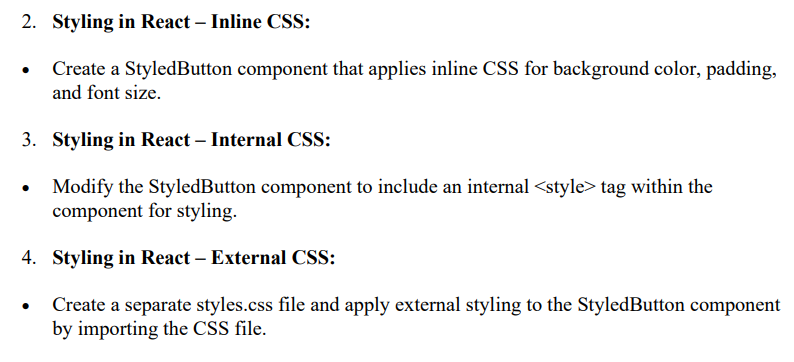 2. Styling in React – Inline CSS:
• Create a StyledButton component that applies inline CSS for background color, padding,
and font size.
3. Styling in React – Internal CSS:
• Modify the StyledButton component to include an internal <style> tag within the
component for styling.
4. Styling in React – External CSS:
• Create a separate styles.css file and apply external styling to the StyledButton component
by importing the CSS file.